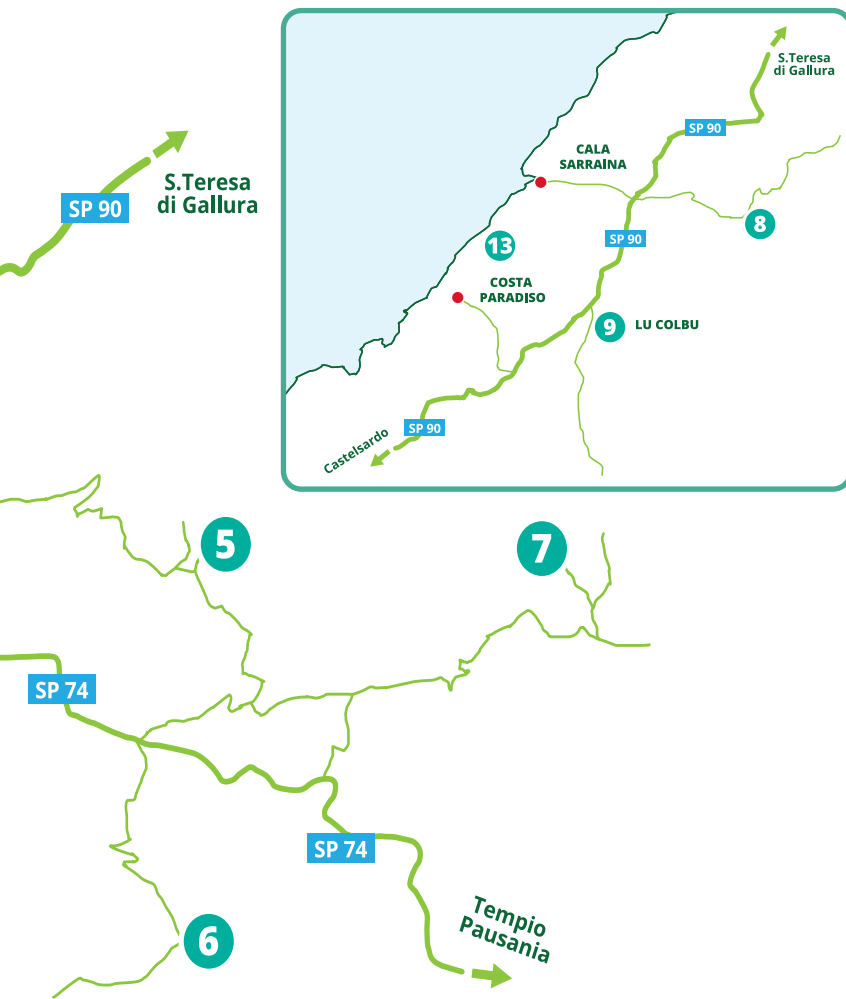 S.Teresa
di Gallura
SP 90
CALA
SARRAINA
SP 90
8
13
COSTA
PARADISO
9
LU COLBU
SP 90
Castelsardo
S.Teresa
di Gallura
SP 90
5
7
SP 74
SP 74
6
Tempio
Pausania